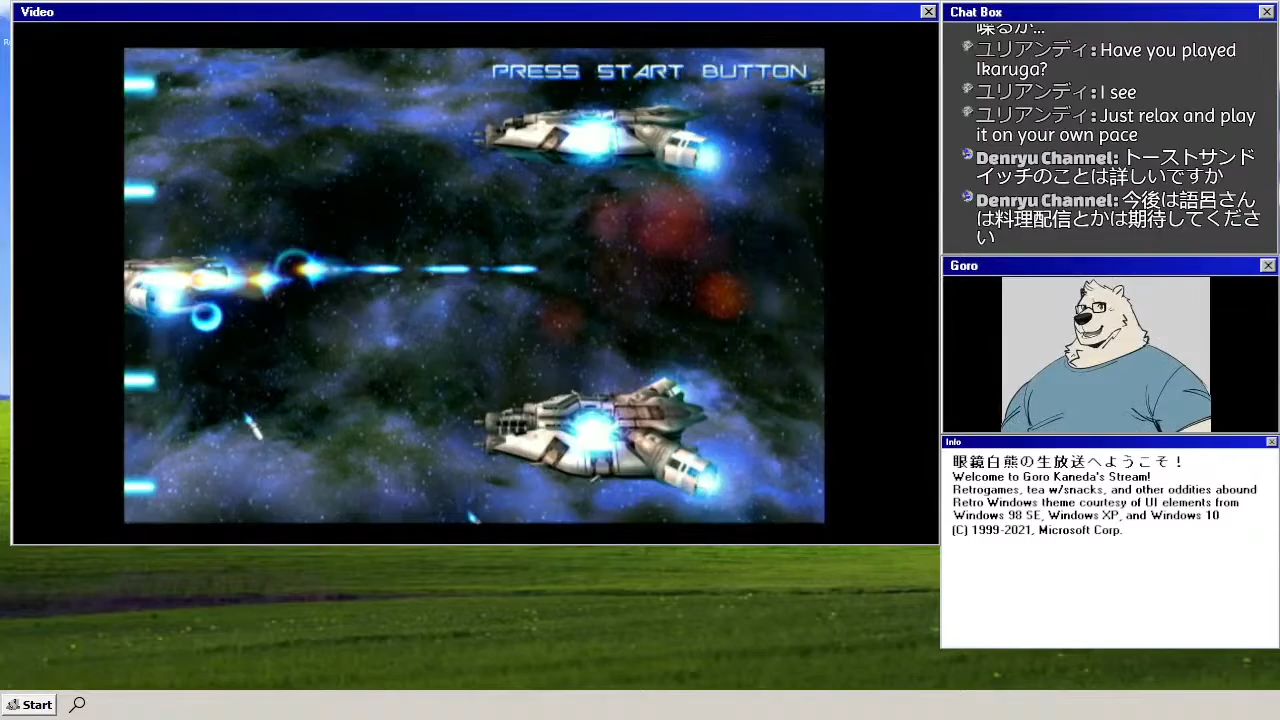 Video
Chat Box
PRESS START BUTTON
喋るか...
ユリアンディ: Have you played
Ikaruga?
ユリアンディ: I see
ユリアンディ: Just relax and play
it on your own pace
Denryu Channel: トーストサンド
イッチのことは詳しいですか
Denryu Channel: 今後は語呂さん
は料理配信とかは期待してくださ
い
Goro
Info
眼鏡白熊の生放送へようこそ！
Welcome to Goro Kaneda's Stream!
Retrogames, tea w/snacks, and other oddities abound
Retro Windows theme courtesy of UI elements from
Windows 98 SE, Windows XP, and Windows 10
(C) 1999-2021, Microsoft Corp.
Start